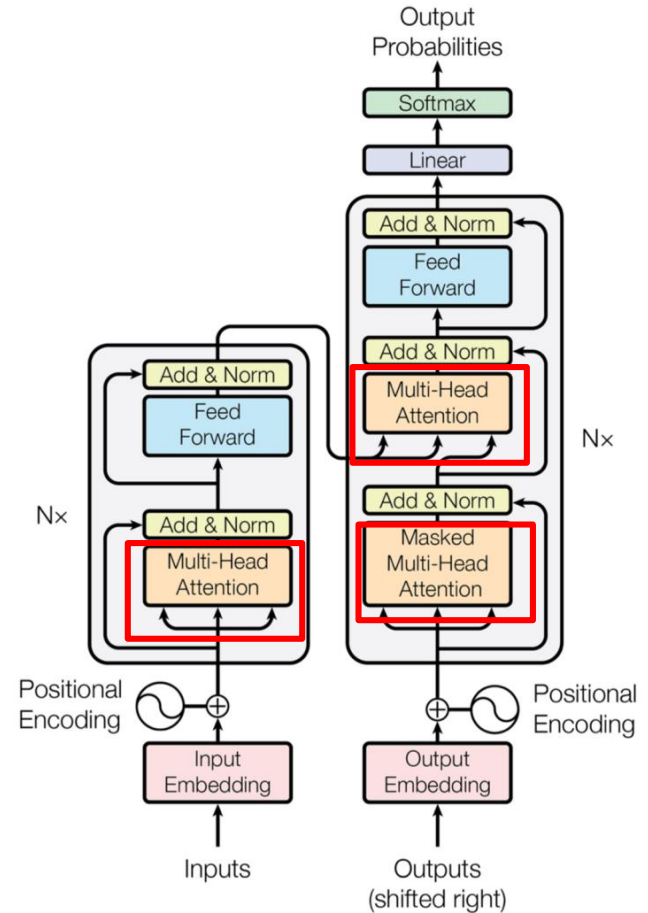 Output
Probabilities
Softmax
Linear
Add & Norm
Feed
Forward
Add & Norm
Multi-Head
Attention
Add & Norm
Masked
Multi-Head
Attention
Nx
Add & Norm
Feed
Forward
Add & Norm
Multi-Head
Attention
Nx
Positional
Encoding
Positional
Encoding
Input
Embedding
Output
Embedding
Inputs
Outputs
(shifted right)